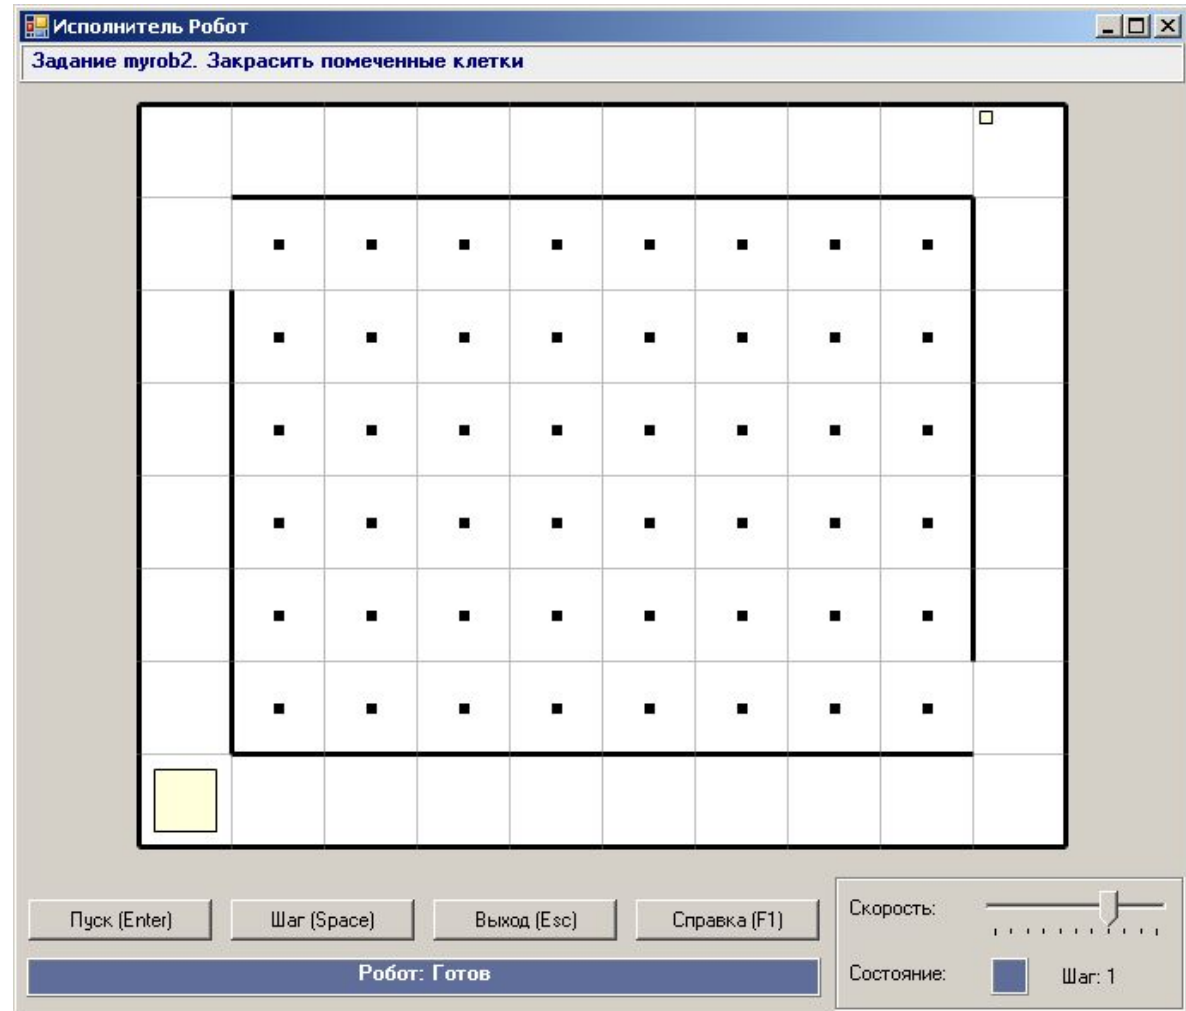 Исполнитель Робот
Задание myrob2. Закрасить помеченные клетки
Пуск (Enter)
Шаг (Space)
Выход (Esc)
Справка (F1)
Скорость:
Робот: Готов
Состояние:
Шаг: 1